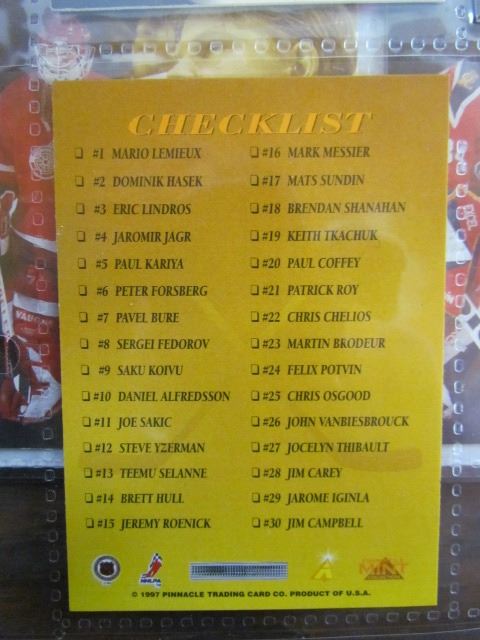 CHECKLIST
❏ #1 MARIO LEMIEUX
❏ #2 DOMINIK HASEK
❏ #3 ERIC LINDROS
❏ #4 JAROMIR JAGR
❏ #5 PAUL KARIYA
❏ #6 PETER FORSBERG
❏ #7 PAVEL BURE
❏ #8 SERGEI FEDOROV
❏ #9 SAKU KOIVU
❏ #10 DANIEL ALFREDSSON
❏ #11 JOE SAKIC
❏ #12 STEVE YZERMAN
❏ #13 TEEMU SELANNE
❏ #14 BRETT HULL
❏ #15 JEREMY ROENICK
❏ #16 MARK MESSIER
❏ #17 MATS SUNDIN
❏ #18 BRENDAN SHANAHAN
❏ #19 KEITH TKACHUK
❏ #20 PAUL COFFEY
❏ #21 PATRICK ROY
❏ #22 CHRIS CHELIOS
❏ #23 MARTIN BRODEUR
❏ #24 FELIX POTVIN
❏ #25 CHRIS OSGOOD
❏ #26 JOHN VANBIESBROUCK
❏ #27 JOCELYN THIBAULT
❏ #28 JIM CAREY
❏ #29 JAROME IGINLA
❏ #30 JIM CAMPBELL
NHLPA
MINT
© 1997 PINNACLE TRADING CARD CO. PRODUCT OF U.S.A.